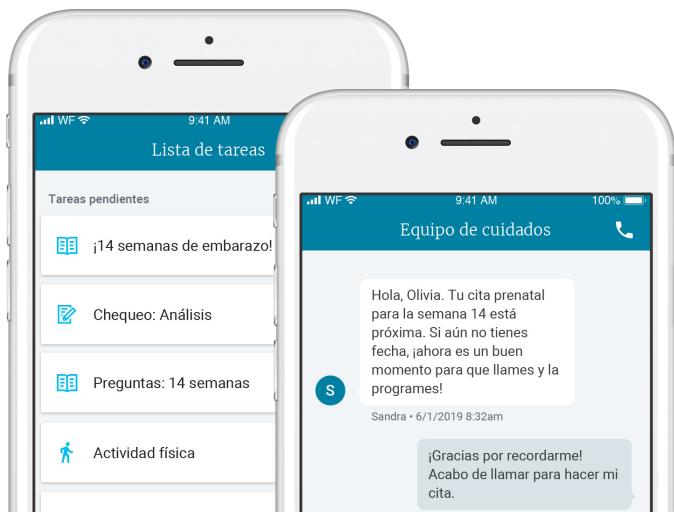 WF
9:41 AM
Lista de tareas
Tareas pendientes
¡14 semanas de embarazo!
Chequeo: Análisis
Preguntas: 14 semanas
Actividad física
WF
9:41 AM
100%
Equipo de cuidados
Hola, Olivia. Tu cita prenatal
para la semana 14 está
próxima. Si aún no tienes
fecha, ¡ahora es un buen
momento para que llames y la
programes!
S
Sandra • 6/1/2019 8:32am
¡Gracias por recordarme!
Acabo de llamar para hacer mi
cita.